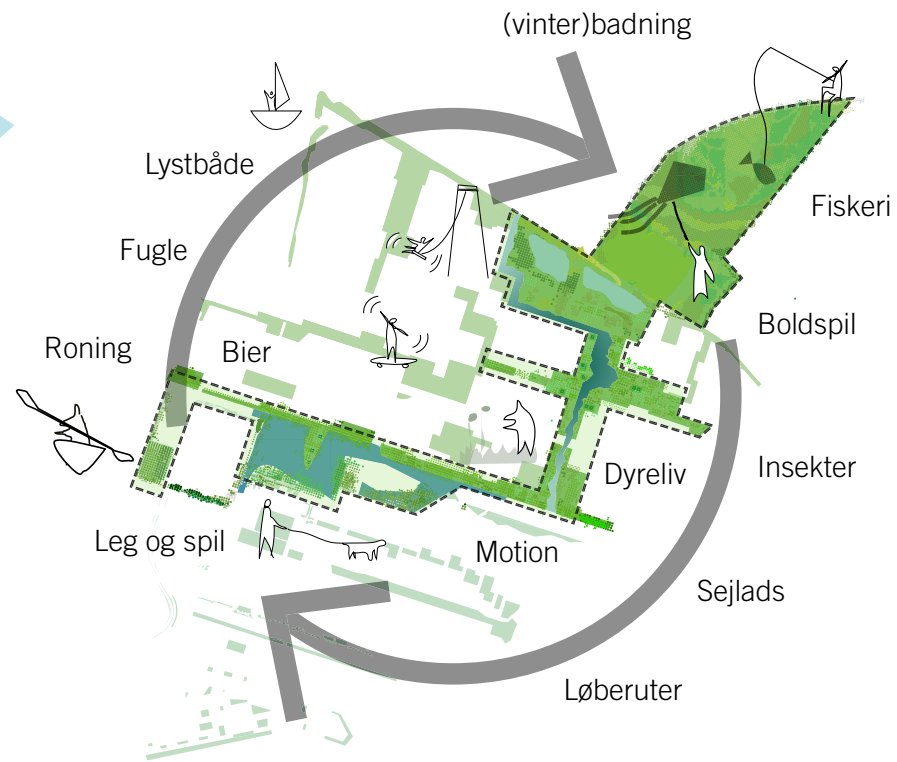 (vinter)badning
Lystbåde
Fiskeri
Fugle
Boldspil
Roning
Bier
Dyreliv
Insekter
Leg og spil
Motion
Sejlads
Løberuter